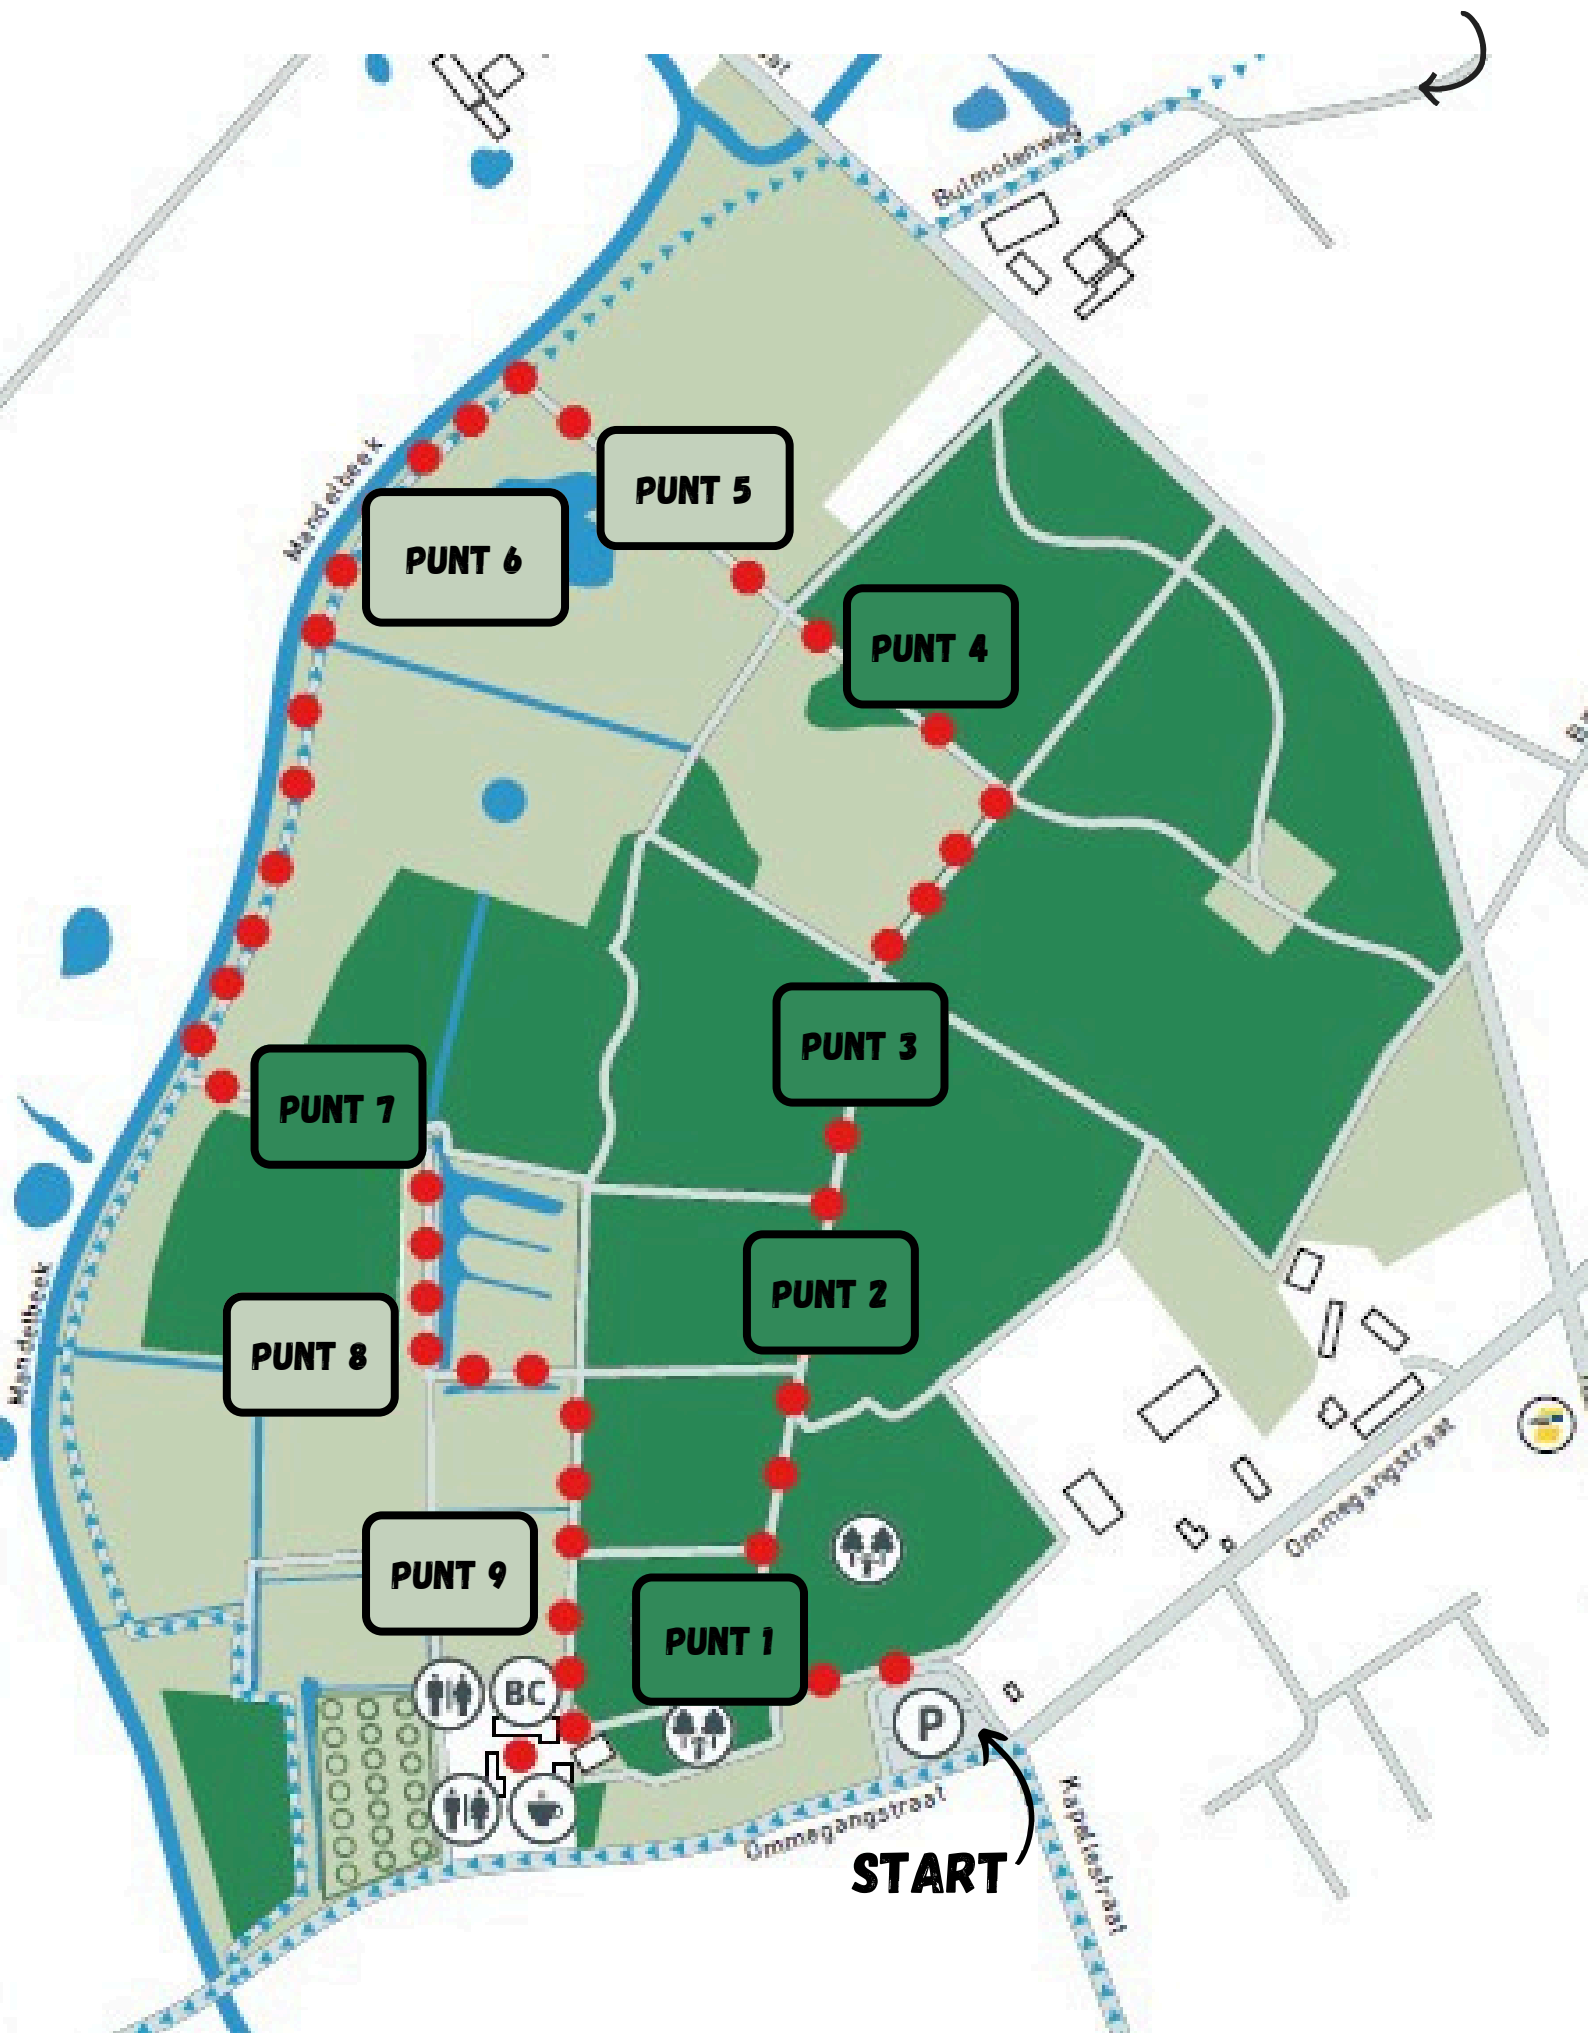 Bulmolenweg
Mandelbeek
PUNT 5
PUNT 6
PUNT 4
PUNT 3
PUNT 7
PUNT 2
PUNT 8
Mandelbeek
Ommegangstraat
PUNT 9
PUNT 1
BC
P
Ommegangstraat
Kapellestraat
START